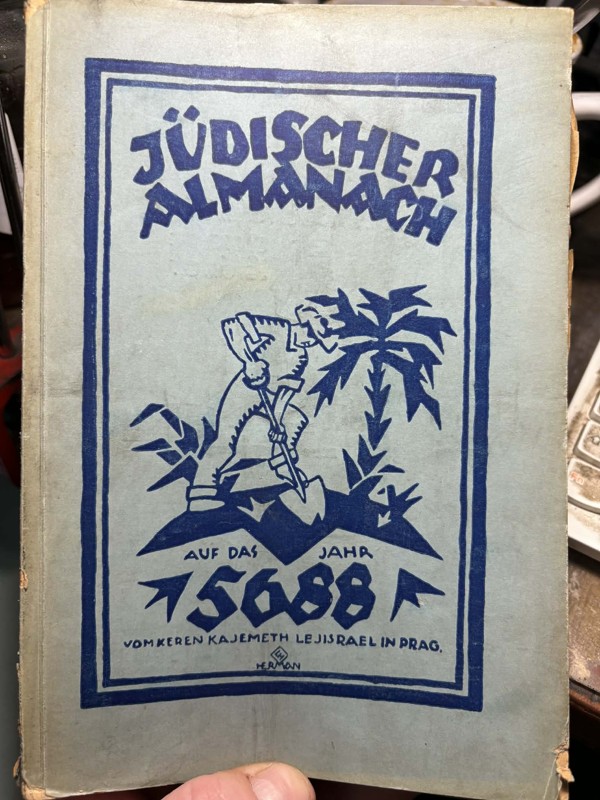 JÜDISCHER
ALMANACH
AUF DAS JAHR
5688
VOM KEREN KAJEMETH LEJISRAEL IN PRAG.
HERMAN